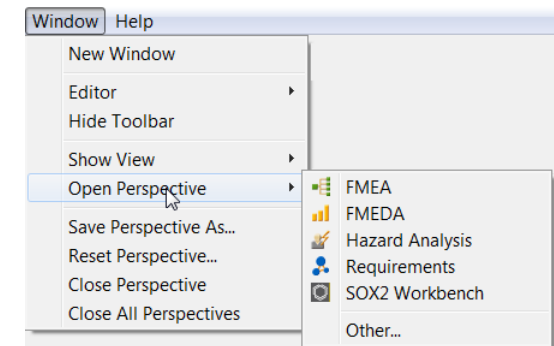 Window Help
New Window
Editor
Hide Toolbar
Show View
Open Perspective
Save Perspective As...
Reset Perspective...
Close Perspective
Close All Perspectives
FMEA
FMEDA
Hazard Analysis
Requirements
SOX2 Workbench
Other...